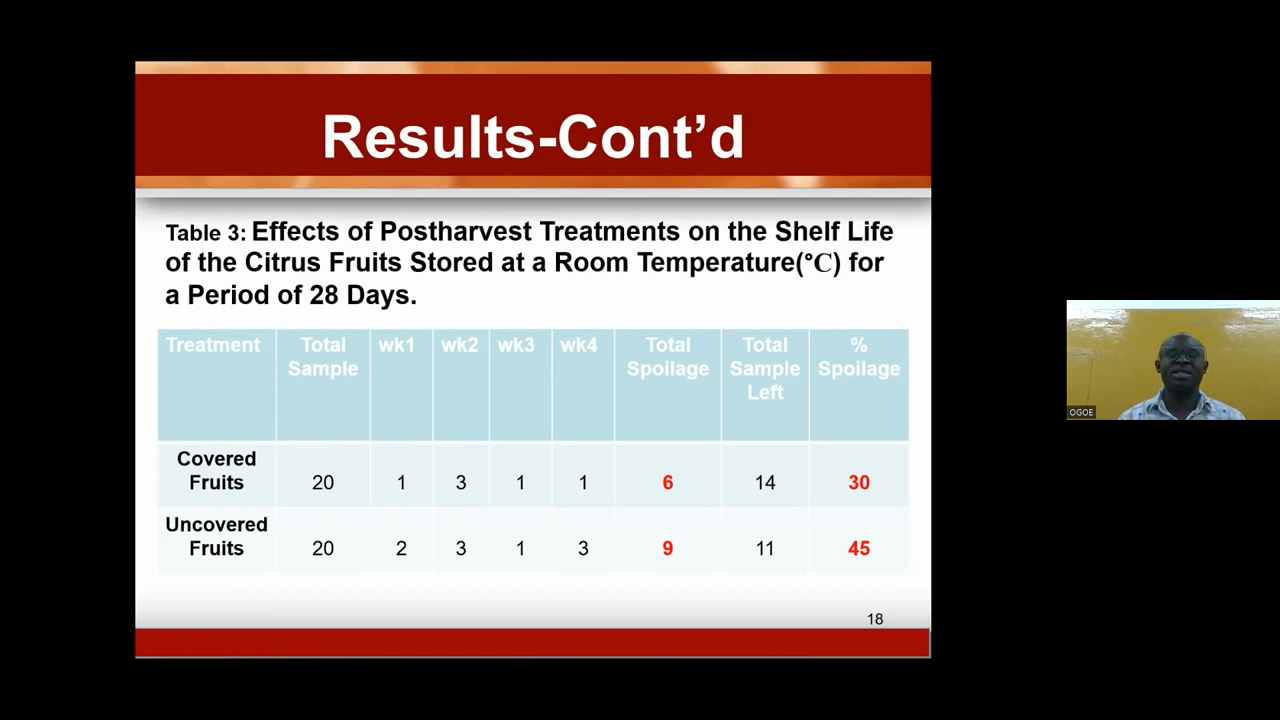 Results-Cont’d
Table 3: Effects of Postharvest Treatments on the Shelf Life
of the Citrus Fruits Stored at a Room Temperature(°C) for
a Period of 28 Days.
Treatment Total Sample wk1 wk2 wk3 wk4 Total Spoilage Total Sample Left % Spoilage
Covered Fruits 20 1 3 1 1 6 14 30
Uncovered Fruits 20 2 3 1 3 9 11 45
18
OGOE